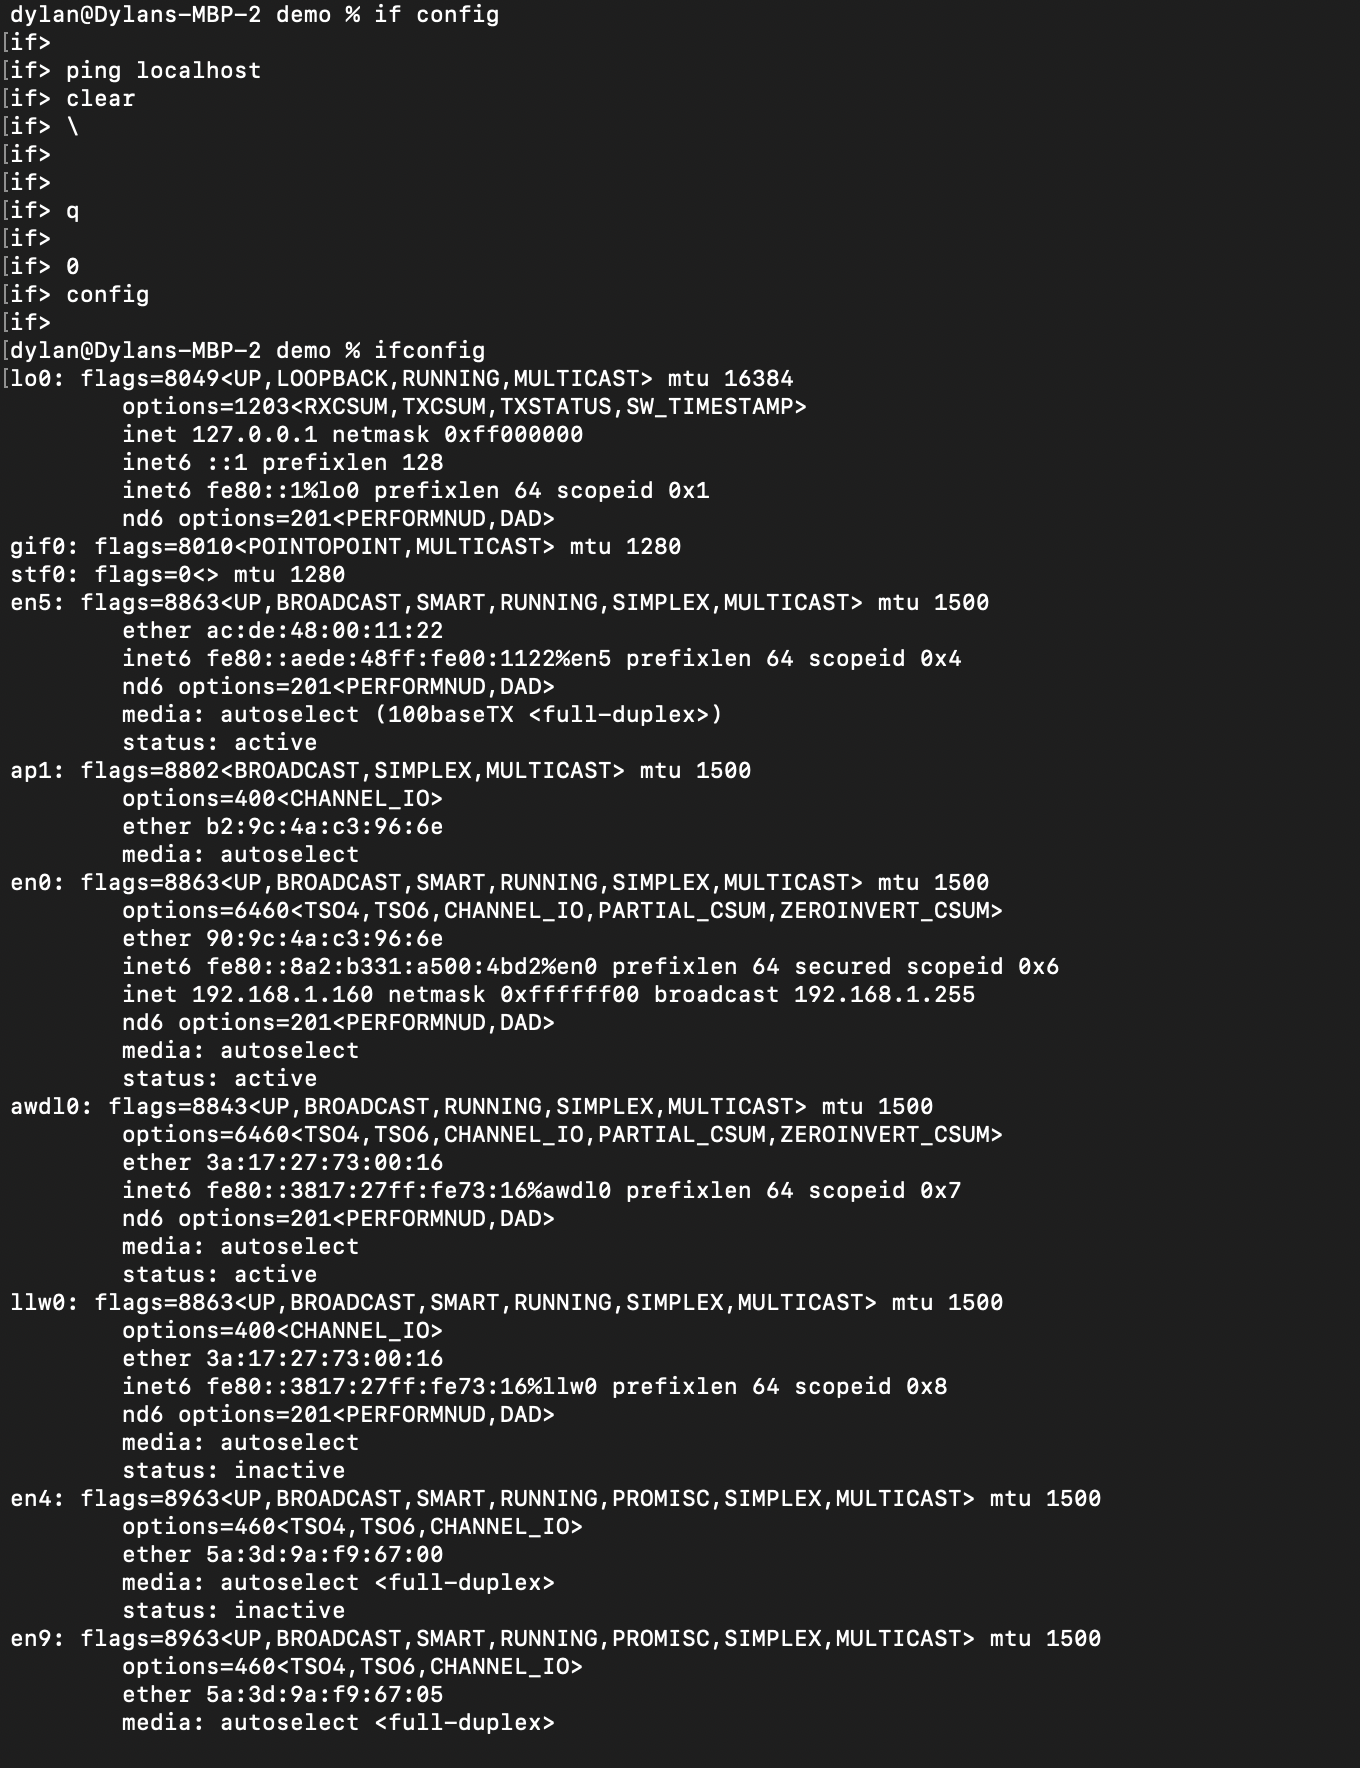 dylan@Dylans-MBP-2 demo % if config
[if>
[if> ping localhost
[if> clear
[if> \
[if>
[if>
[if> q
[if>
[if> 0
[if> config
[if>
[dylan@Dylans-MBP-2 demo % ifconfig
[lo0: flags=8049<UP,LOOPBACK,RUNNING,MULTICAST> mtu 16384
        options=1203<RXCSUM,TXCSUM,TXSTATUS,SW_TIMESTAMP>
        inet 127.0.0.1 netmask 0xff000000
        inet6 ::1 prefixlen 128
        inet6 fe80::1%lo0 prefixlen 64 scopeid 0x1
        nd6 options=201<PERFORMNUD,DAD>
gif0: flags=8010<POINTOPOINT,MULTICAST> mtu 1280
stf0: flags=0<> mtu 1280
en5: flags=8863<UP,BROADCAST,SMART,RUNNING,SIMPLEX,MULTICAST> mtu 1500
        ether ac:de:48:00:11:22
        inet6 fe80::aede:48ff:fe00:1122%en5 prefixlen 64 scopeid 0x4
        nd6 options=201<PERFORMNUD,DAD>
        media: autoselect (100baseTX <full-duplex>)
        status: active
ap1: flags=8802<BROADCAST,SIMPLEX,MULTICAST> mtu 1500
        options=400<CHANNEL_IO>
        ether b2:9c:4a:c3:96:6e
        media: autoselect
en0: flags=8863<UP,BROADCAST,SMART,RUNNING,SIMPLEX,MULTICAST> mtu 1500
        options=6460<TSO4,TSO6,CHANNEL_IO,PARTIAL_CSUM,ZEROINVERT_CSUM>
        ether 90:9c:4a:c3:96:6e
        inet6 fe80::8a2:b331:a500:4bd2%en0 prefixlen 64 secured scopeid 0x6
        inet 192.168.1.160 netmask 0xffffff00 broadcast 192.168.1.255
        nd6 options=201<PERFORMNUD,DAD>
        media: autoselect
        status: active
awdl0: flags=8843<UP,BROADCAST,RUNNING,SIMPLEX,MULTICAST> mtu 1500
        options=6460<TSO4,TSO6,CHANNEL_IO,PARTIAL_CSUM,ZEROINVERT_CSUM>
        ether 3a:17:27:73:00:16
        inet6 fe80::3817:27ff:fe73:16%awdl0 prefixlen 64 scopeid 0x7
        nd6 options=201<PERFORMNUD,DAD>
        media: autoselect
        status: active
llw0: flags=8863<UP,BROADCAST,SMART,RUNNING,SIMPLEX,MULTICAST> mtu 1500
        options=400<CHANNEL_IO>
        ether 3a:17:27:73:00:16
        inet6 fe80::3817:27ff:fe73:16%llw0 prefixlen 64 scopeid 0x8
        nd6 options=201<PERFORMNUD,DAD>
        media: autoselect
        status: inactive
en4: flags=8963<UP,BROADCAST,SMART,RUNNING,PROMISC,SIMPLEX,MULTICAST> mtu 1500
        options=460<TSO4,TSO6,CHANNEL_IO>
        ether 5a:3d:9a:f9:67:00
        media: autoselect <full-duplex>
        status: inactive
en9: flags=8963<UP,BROADCAST,SMART,RUNNING,PROMISC,SIMPLEX,MULTICAST> mtu 1500
        options=460<TSO4,TSO6,CHANNEL_IO>
        ether 5a:3d:9a:f9:67:05
        media: autoselect <full-duplex>